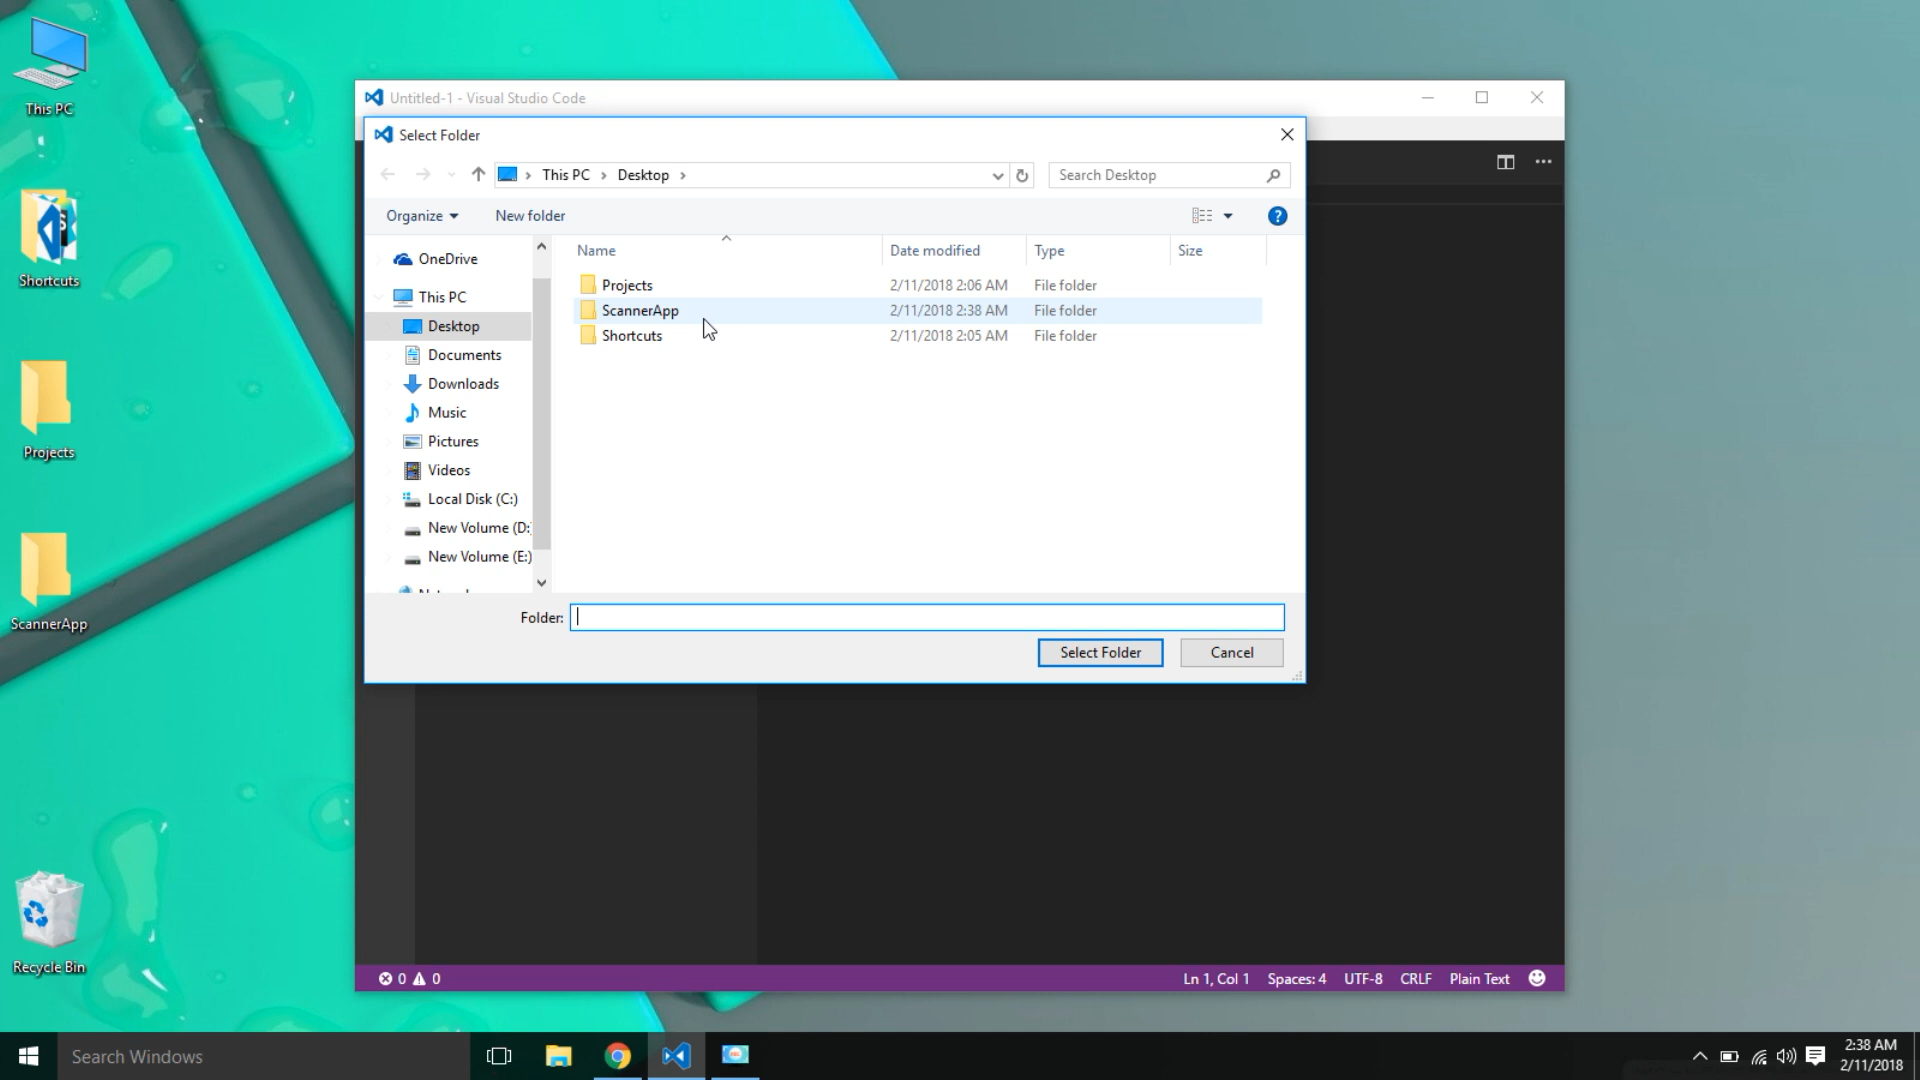 This PC
Shortcuts
Projects
ScannerApp
Recycle Bin
Untitled-1 - Visual Studio Code
Select Folder
This PC
Desktop
Search Desktop
Organize
New folder
?
OneDrive
This PC
Desktop
Documents
Downloads
Music
Pictures
Videos
Local Disk (C:)
New Volume (D:
New Volume (E:)
Name Date modified Type Size
Projects 2/11/2018 2:06 AM File folder
ScannerApp 2/11/2018 2:38 AM File folder
Shortcuts 2/11/2018 2:05 AM File folder
Folder:
Select Folder Cancel
0 0 Ln 1, Col 1 Spaces: 4 UTF-8 CRLF Plain Text
Search Windows
2:38 AM
2/11/2018